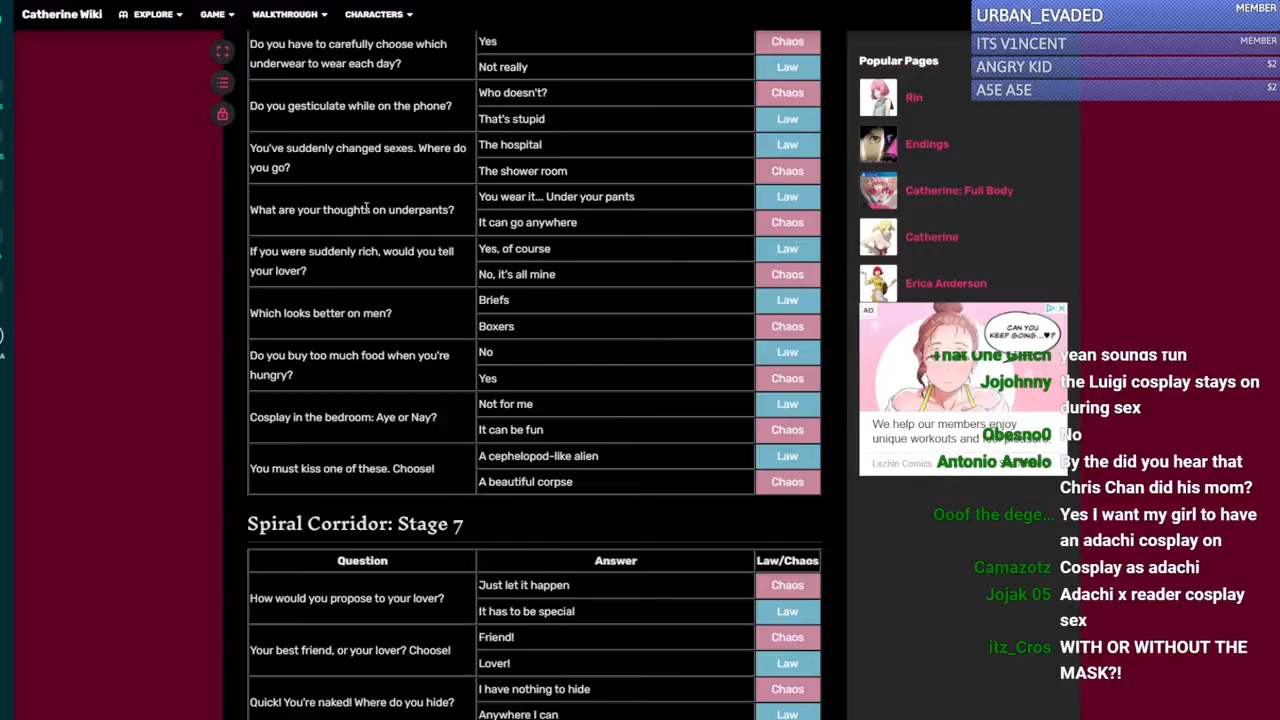 Catherine Wiki
EXPLORE
GAME
WALKTHROUGH
CHARACTERS
URBAN_EVADED
MEMBER
ITS V1NCENT
MEMBER
ANGRY KID
$2
A5E A5E
$2
Do you have to carefully choose which
underwear to wear each day?
Yes
Chaos
Not really
Law
Do you gesticulate while on the phone?
Who doesn't?
Chaos
That's stupid
Law
You've suddenly changed sexes. Where do
you go?
The hospital
Law
The shower room
Chaos
What are your thoughts on underpants?
You wear it... Under your pants
Law
It can go anywhere
Chaos
If you were suddenly rich, would you tell
your lover?
Yes, of course
Law
No, it's all mine
Chaos
Which looks better on men?
Briefs
Law
Boxers
Chaos
Do you buy too much food when you're
hungry?
No
Law
Yes
Chaos
Cosplay in the bedroom: Aye or Nay?
Not for me
Law
It can be fun
Chaos
You must kiss one of these. Choose!
A cephelopod-like alien
Law
A beautiful corpse
Chaos
Spiral Corridor: Stage 7
Question
Answer
Law/Chaos
How would you propose to your lover?
Just let it happen
Chaos
It has to be special
Law
Your best friend, or your lover? Choose!
Friend!
Chaos
Lover!
Law
Quick! You're naked! Where do you hide?
I have nothing to hide
Chaos
Anywhere I can
Law
Popular Pages
Rin
Endings
Catherine: Full Body
Catherine
Erica Anderson
AD
CAN YOU
KEEP GOING...♥?
We help our members enjoy
unique workouts and
Lezhin Comics
That One Glitch yeah sounds fun
Jojohnny the Luigi cosplay stays on
during sex
Obesno0 No
Antonio Arvelo By the did you hear that
Chris Chan did his mom?
Ooof the dege... Yes I want my girl to have
an adachi cosplay on
Camazotz Cosplay as adachi
Jojak 05 Adachi x reader cosplay
sex
itz_Cros WITH OR WITHOUT THE
MASK?!